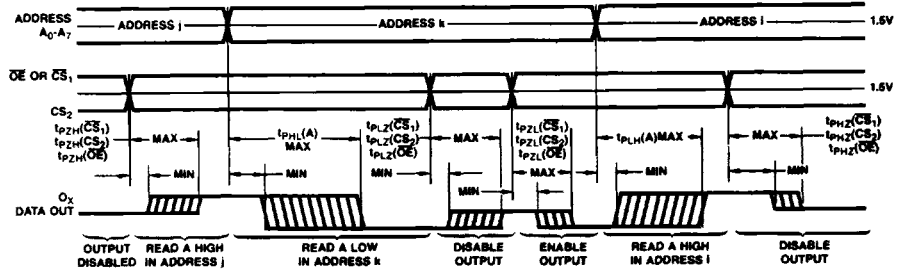 ADDRESS
A0-A7
ADDRESS j
ADDRESS k
ADDRESS i
1.5V
OE OR CS1
CS2
1.5V
tPZH(CS1)
tPZH(CS2)
tPZH(OE)
MAX
tPHL(A)
MAX
tPLZ(CS1)
tPLZ(CS2)
tPLZ(OE)
MAX
tPZL(CS1)
tPZL(CS2)
tPZL(OE)
MAX
tPLH(A)MAX
MAX
tPHZ(CS1)
tPHZ(CS2)
tPHZ(OE)
MIN
MIN
MIN
MIN
MIN
MIN
MIN
OX
DATA OUT
OUTPUT
DISABLED
READ A HIGH
IN ADDRESS j
READ A LOW
IN ADDRESS k
DISABLE
OUTPUT
ENABLE
OUTPUT
READ A HIGH
IN ADDRESS i
DISABLE
OUTPUT